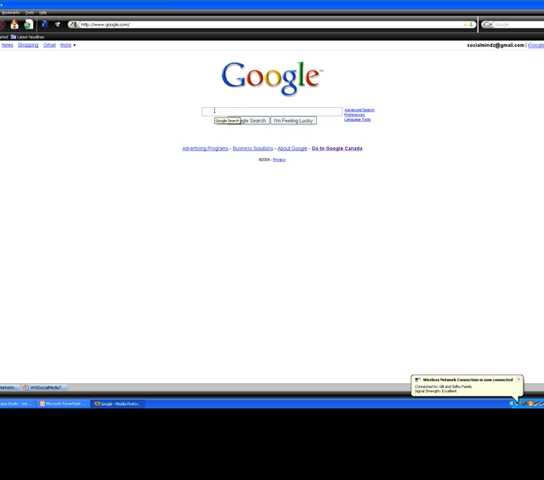 Bookmarks Tools Help
http://www.google.com/
Google
Latest Headlines
News Shopping Gmail more ▼
socialmindz@gmail.com | iGoogle
Google™
Advanced Search
Preferences
Language Tools
Google Search
gle Search I'm Feeling Lucky
Advertising Programs - Business Solutions - About Google - Go to Google Canada
©2009 - Privacy
Wireless Network Connection is now connected
Connected to: Gill and Sidhu Family
Signal Strength: Excellent
Microsoft PowerPoint ...
Google - Mozilla Firefox